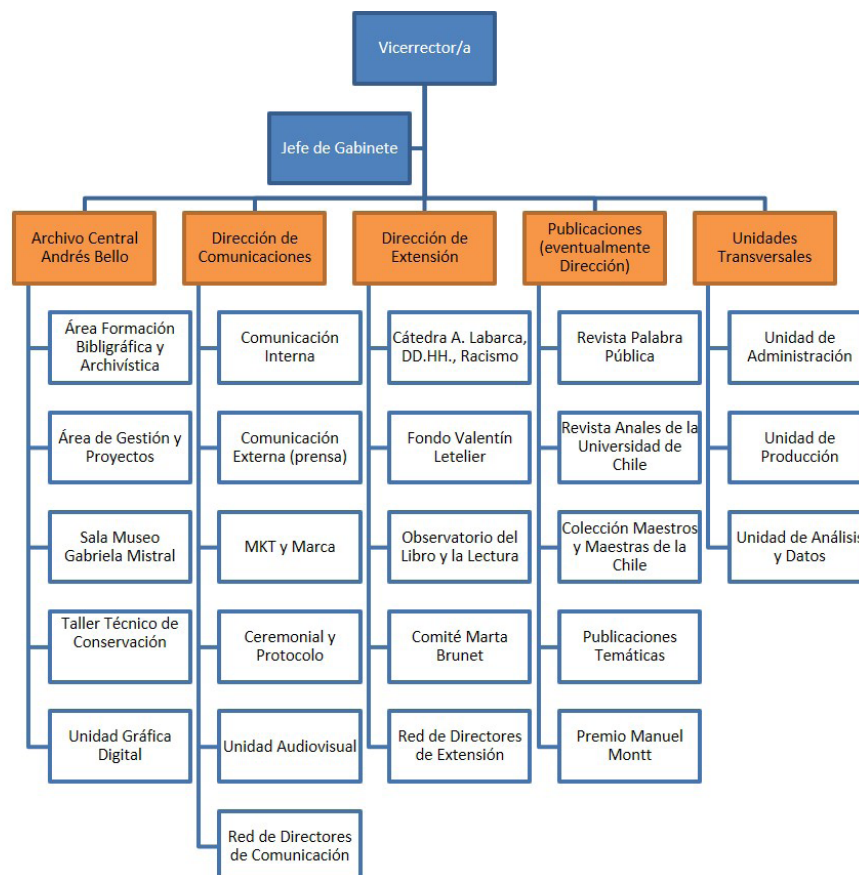 Vicerrector/a
Jefe de Gabinete
Archivo Central
Andrés Bello
Área Formación
Bibligráfica y
Archivística
Área de Gestión y
Proyectos
Sala Museo
Gabriela Mistral
Taller Técnico de
Conservación
Unidad Gráfica
Digital
Dirección de
Comunicaciones
Comunicación
Interna
Comunicación
Externa (prensa)
MKT y Marca
Ceremonial y
Protocolo
Unidad Audiovisual
Red de Directores
de Comunicación
Dirección de
Extensión
Cátedra A. Labarca,
DD.HH., Racismo
Fondo Valentín
Letelier
Observatorio del
Libro y la Lectura
Comité Marta
Brunet
Red de Directores
de Extensión
Publicaciones
(eventualmente
Dirección)
Revista Palabra
Pública
Revista Anales de la
Universidad de
Chile
Colección Maestros
y Maestras de la
Chile
Publicaciones
Temáticas
Premio Manuel
Montt
Unidades
Transversales
Unidad de
Administración
Unidad de
Producción
Unidad de Análisis
y Datos